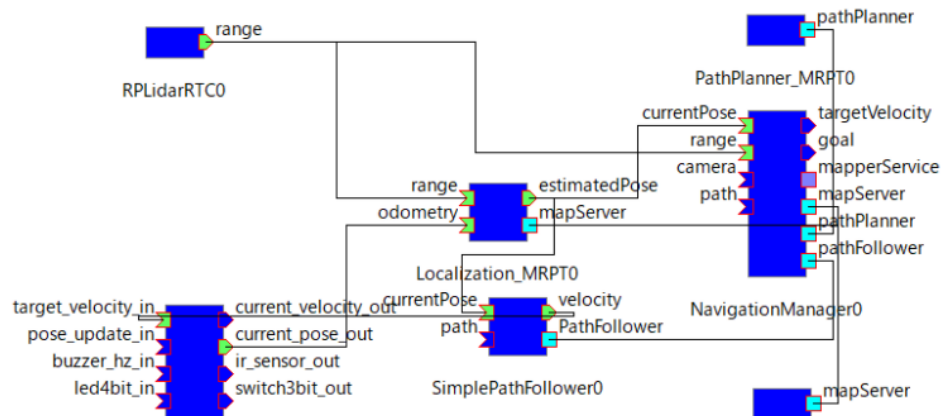 range
RPLidarRTC0
pathPlanner
PathPlanner_MRPT0
currentPose
range
camera
path
targetVelocity
goal
mapperService
mapServer
pathPlanner
pathFollower
NavigationManager0
range
odometry
estimatedPose
mapServer
Localization_MRPT0
currentPose
path
velocity
PathFollower
SimplePathFollower0
target_velocity_in
pose_update_in
buzzer_hz_in
led4bit_in
current_velocity_out
current_pose_out
ir_sensor_out
switch3bit_out
mapServer